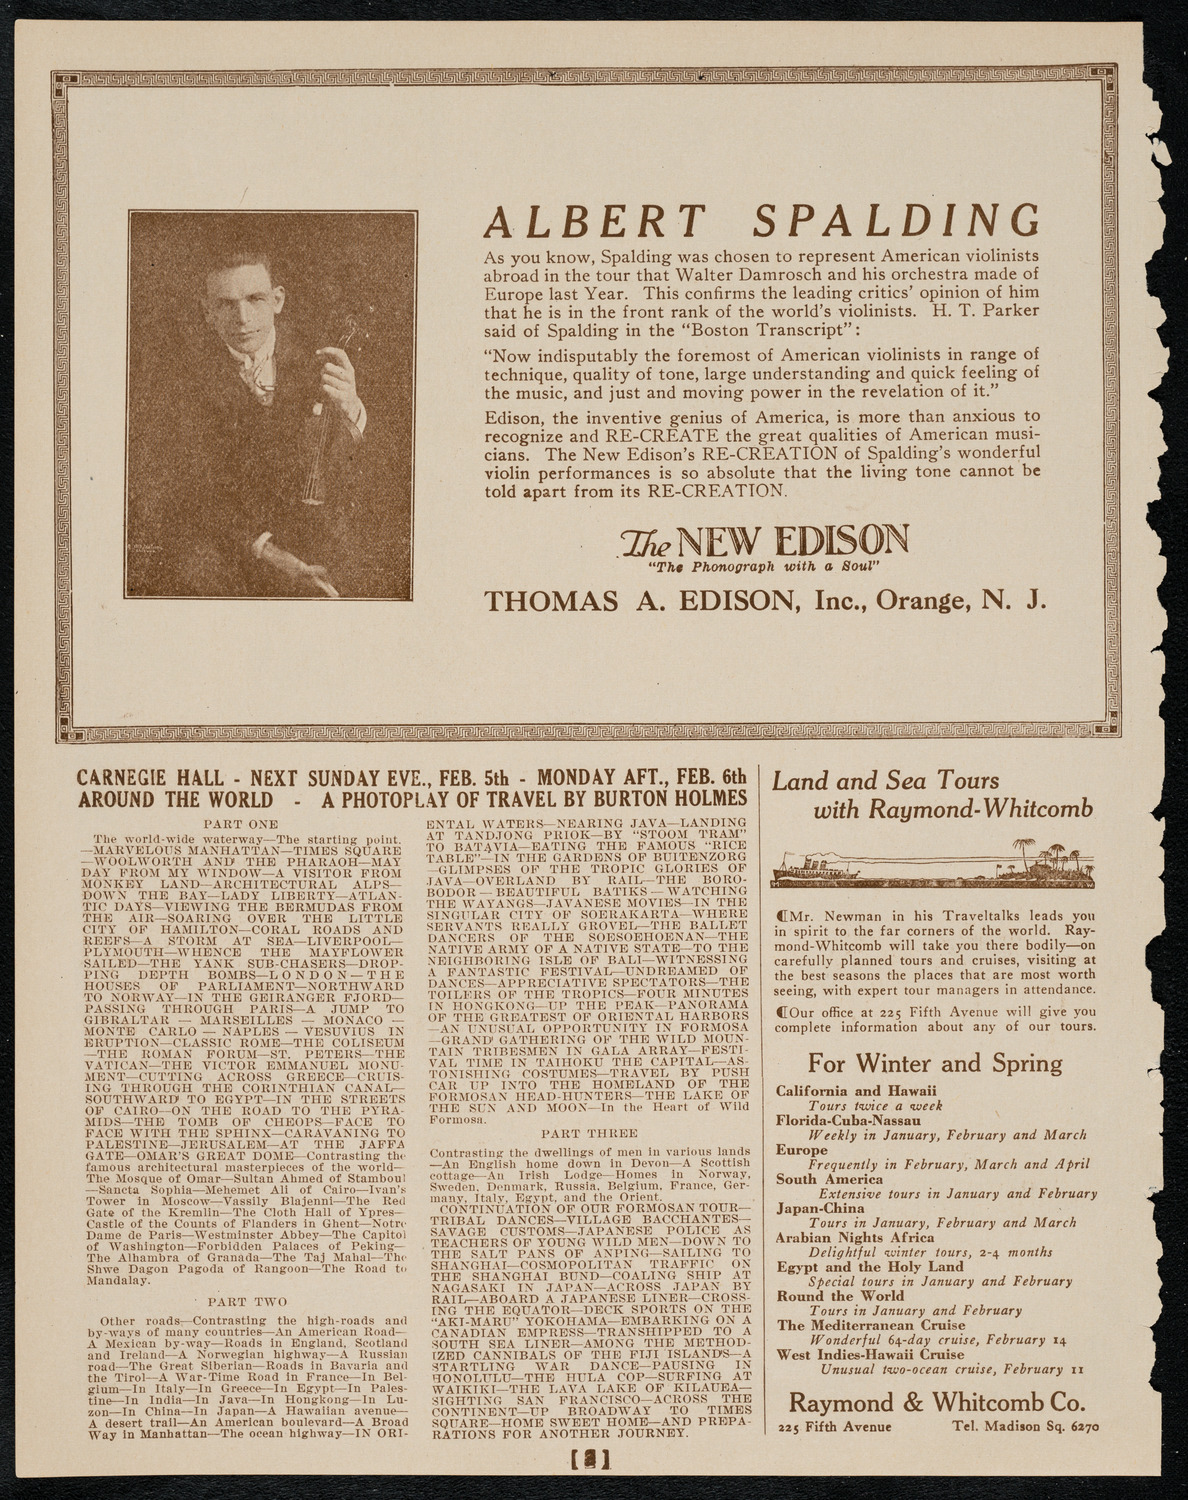 ALBERT SPALDING
As you know, Spalding was chosen to represent American violinists
abroad in the tour that Walter Damrosch and his orchestra made of
Europe last Year. This confirms the leading critics' opinion of him
that he is in the front rank of the world's violinists. H. T. Parker
said of Spalding in the "Boston Transcript":
"Now indisputably the foremost of American violinists in range of
technique, quality of tone, large understanding and quick feeling of
the music, and just and moving power in the revelation of it."
Edison, the inventive genius of America, is more than anxious to
recognize and RE-CREATE the great qualities of American musi-
cians. The New Edison's RE-CREATION of Spalding's wonderful
violin performances is so absolute that the living tone cannot be
told apart from its RE-CREATION.
The NEW EDISON
"The Phonograph with a Soul"
THOMAS A. EDISON, Inc., Orange, N. J.
CARNEGIE HALL - NEXT SUNDAY EVE., FEB. 5th - MONDAY AFT., FEB. 6th
AROUND THE WORLD - A PHOTOPLAY OF TRAVEL BY BURTON HOLMES
PART ONE
The world-wide waterway—The starting point.
—MARVELOUS MANHATTAN—TIMES SQUARE
—WOOLWORTH AND THE PHARAOH—MAY
DAY FROM MY WINDOW—A VISITOR FROM
MONKEY LAND—ARCHITECTURAL ALPS—
DOWN THE BAY—LADY LIBERTY—ATLAN-
TIC DAYS—VIEWING THE BERMUDAS FROM
THE AIR—SOARING OVER THE LITTLE
CITY OF HAMILTON—CORAL ROADS AND
REEFS—A STORM AT SEA—LIVERPOOL—
PLYMOUTH—WHENCE THE MAYFLOWER
SAILED—THE YANK SUB-CHASERS—DROP-
PING DEPTH BOMBS—LONDON—THE
HOUSES OF PARLIAMENT—NORTHWARD
TO NORWAY—IN THE GEIRANGER FJORD—
PASSING THROUGH PARIS—A JUMP TO
GIBRALTAR — MARSEILLES — MONACO —
MONTE CARLO — NAPLES — VESUVIUS IN
ERUPTION—CLASSIC ROME—THE COLISEUM
—THE ROMAN FORUM—ST. PETERS—THE
VATICAN—THE VICTOR EMMANUEL MONU-
MENT—CUTTING ACROSS GREECE—CRUIS-
ING THROUGH THE CORINTHIAN CANAL—
SOUTHWARD TO EGYPT—IN THE STREETS
OF CAIRO—ON THE ROAD TO THE PYRA-
MIDS—THE TOMB OF CHEOPS—FACE TO
FACE WITH THE SPHINX—CARAVANING TO
PALESTINE—JERUSALEM—AT THE JAFFA
GATE—OMAR'S GREAT DOME—Contrasting the
famous architectural masterpieces of the world—
The Mosque of Omar—Sultan Ahmed of Stamboul
—Sancta Sophia—Mehemet Ali of Cairo—Ivan's
Tower in Moscow—Vassily Blajenni—The Red
Gate of the Kremlin—The Cloth Hall of Ypres—
Castle of the Counts of Flanders in Ghent—Notre
Dame de Paris—Westminster Abbey—The Capitol
of Washington—Forbidden Palaces of Peking—
The Alhambra of Granada—The Taj Mahal—The
Shwe Dagon Pagoda of Rangoon—The Road to
Mandalay.
PART TWO
Other roads—Contrasting the high-roads and
by-ways of many countries—An American Road—
A Mexican by-way—Roads in England, Scotland
and Ireland—A Norwegian highway—A Russian
road—The Great Siberian—Roads in Bavaria and
the Tirol—A War-Time Road in France—In Bel-
gium—In Italy—In Greece—In Egypt—In Pales-
tine—In India—In Java—In Hongkong—In Lu-
zon—In China—In Japan—A Hawaiian avenue—
A desert trail—An American boulevard—A Broad
Way in Manhattan—The ocean highway—IN ORI-
ENTAL WATERS—NEARING JAVA—LANDING
AT TANDJONG PRIOK—BY "STOOM TRAM"
TO BATAVIA—EATING THE FAMOUS "RICE
TABLE"—IN THE GARDENS OF BUITENZORG
—GLIMPSES OF THE TROPIC GLORIES OF
JAVA—OVERLAND BY RAIL—THE BORO-
BODOR—BEAUTIFUL BATIKS—WATCHING
THE WAYANGS—JAVANESE MOVIES—IN THE
SINGULAR CITY OF SOERAKARTA—WHERE
SERVANTS REALLY GROVEL—THE BALLET
DANCERS OF THE SOESOEHOENAN—THE
NATIVE ARMY OF A NATIVE STATE—TO THE
NEIGHBORING ISLE OF BALI—WITNESSING
A FANTASTIC FESTIVAL—UNDREAMED OF
DANCES—APPRECIATIVE SPECTATORS—THE
TOILERS OF THE TROPICS—FOUR MINUTES
IN HONGKONG—UP THE PEAK—PANORAMA
OF THE GREATEST OF ORIENTAL HARBORS
—AN UNUSUAL OPPORTUNITY IN FORMOSA
—GRAND GATHERING OF THE WILD MOUN-
TAIN TRIBESMEN IN GALA ARRAY—FESTI-
VAL TIME IN TAIHOKU THE CAPITAL—AS-
TONISHING COSTUMES—TRAVEL BY PUSH
CAR UP INTO THE HOMELAND OF THE
FORMOSAN HEAD-HUNTERS—THE LAKE OF
THE SUN AND MOON—In the Heart of Wild
Formosa.
PART THREE
Contrasting the dwellings of men in various lands
—An English home down in Devon—A Scottish
cottage—An Irish Lodge—Homes in Norway,
Sweden, Denmark, Russia, Belgium, France, Ger-
many, Italy, Egypt, and the Orient.
CONTINUATION OF OUR FORMOSAN TOUR—
TRIBAL DANCES—VILLAGE BACCHANTES—
SAVAGE CUSTOMS—JAPANESE POLICE AS
TEACHERS OF YOUNG WILD MEN—DOWN TO
THE SALT PANS OF ANPING—SAILING TO
SHANGHAI—COSMOPOLITAN TRAFFIC ON
THE SHANGHAI BUND—COALING SHIP AT
NAGASAKI IN JAPAN—ACROSS JAPAN BY
RAIL—ABOARD A JAPANESE LINER—CROSS-
ING THE EQUATOR—DECK SPORTS ON THE
"AKI-MARU" YOKOHAMA—EMBARKING ON A
CANADIAN EMPRESS—TRANSHIPPED TO A
SOUTH SEA LINER—AMONG THE METHOD-
IZED CANNIBALS OF THE FIJI ISLANDS—A
STARTLING WAR DANCE—PAUSING IN
HONOLULU—THE HULA COP—SURFING AT
WAIKIKI—THE LAVA LAKE OF KILAUEA—
SIGHTING SAN FRANCISCO—ACROSS THE
CONTINENT—UP BROADWAY TO TIMES
SQUARE—HOME SWEET HOME—AND PREPA-
RATIONS FOR ANOTHER JOURNEY.
Land and Sea Tours
with Raymond-Whitcomb
¶Mr. Newman in his Traveltalks leads you
in spirit to the far corners of the world. Ray-
mond-Whitcomb will take you there bodily—on
carefully planned tours and cruises, visiting at
the best seasons the places that are most worth
seeing, with expert tour managers in attendance.
¶Our office at 225 Fifth Avenue will give you
complete information about any of our tours.
For Winter and Spring
California and Hawaii
Tours twice a week
Florida-Cuba-Nassau
Weekly in January, February and March
Europe
Frequently in February, March and April
South America
Extensive tours in January and February
Japan-China
Tours in January, February and March
Arabian Nights Africa
Delightful winter tours, 2-4 months
Egypt and the Holy Land
Special tours in January and February
Round the World
Tours in January and February
The Mediterranean Cruise
Wonderful 64-day cruise, February 14
West Indies-Hawaii Cruise
Unusual two-ocean cruise, February 11
Raymond & Whitcomb Co.
225 Fifth Avenue Tel. Madison Sq. 6270